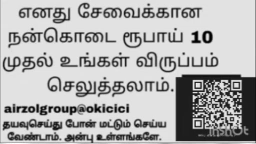 எனது சேவைக்கான
நன்கொடை ரூபாய் 10
முதல் உங்கள் விருப்பம்
செலுத்தலாம்.
airzolgroup@okicici
தயவுசெய்து போன் மட்டும் செய்ய
வேண்டாம். அன்பு உள்ளங்களே.